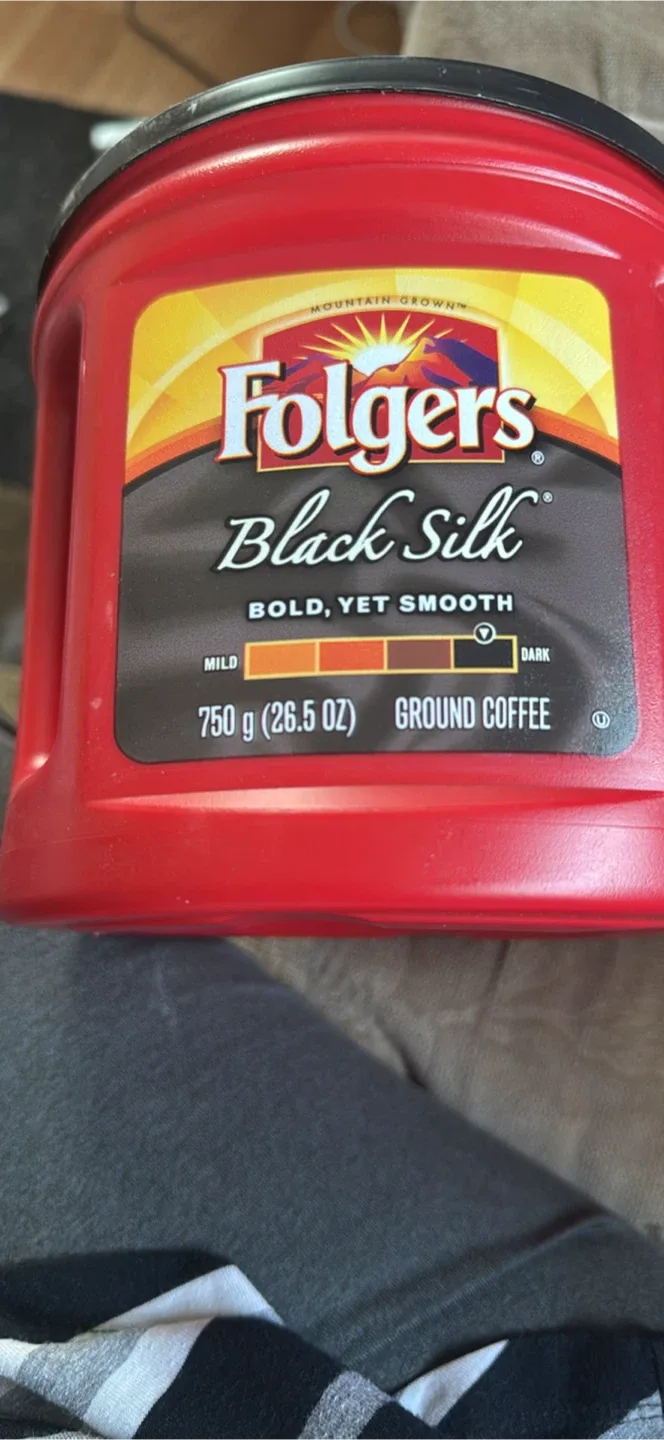 MOUNTAIN GROWN™
Folgers®
Black Silk®
BOLD, YET SMOOTH
MILD DARK
750 g (26.5 OZ) GROUND COFFEE Ⓤ